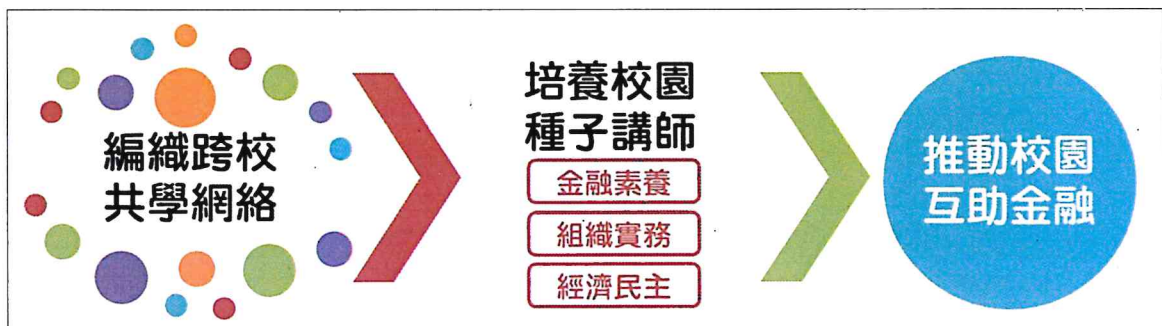 編織跨校
共學網絡
培養校園
種子講師
金融素養
組織實務
經濟民主
推動校園
互助金融